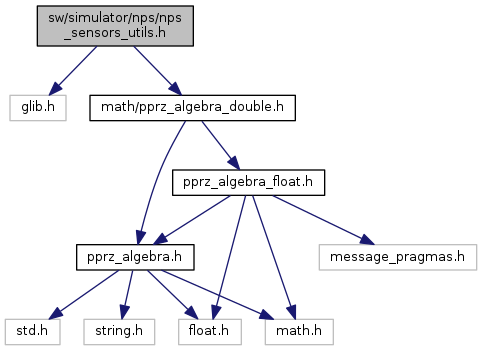 sw/simulator/nps/nps
_sensors_utils.h
glib.h
math/pprz_algebra_double.h
pprz_algebra_float.h
pprz_algebra.h
message_pragmas.h
std.h
string.h
float.h
math.h